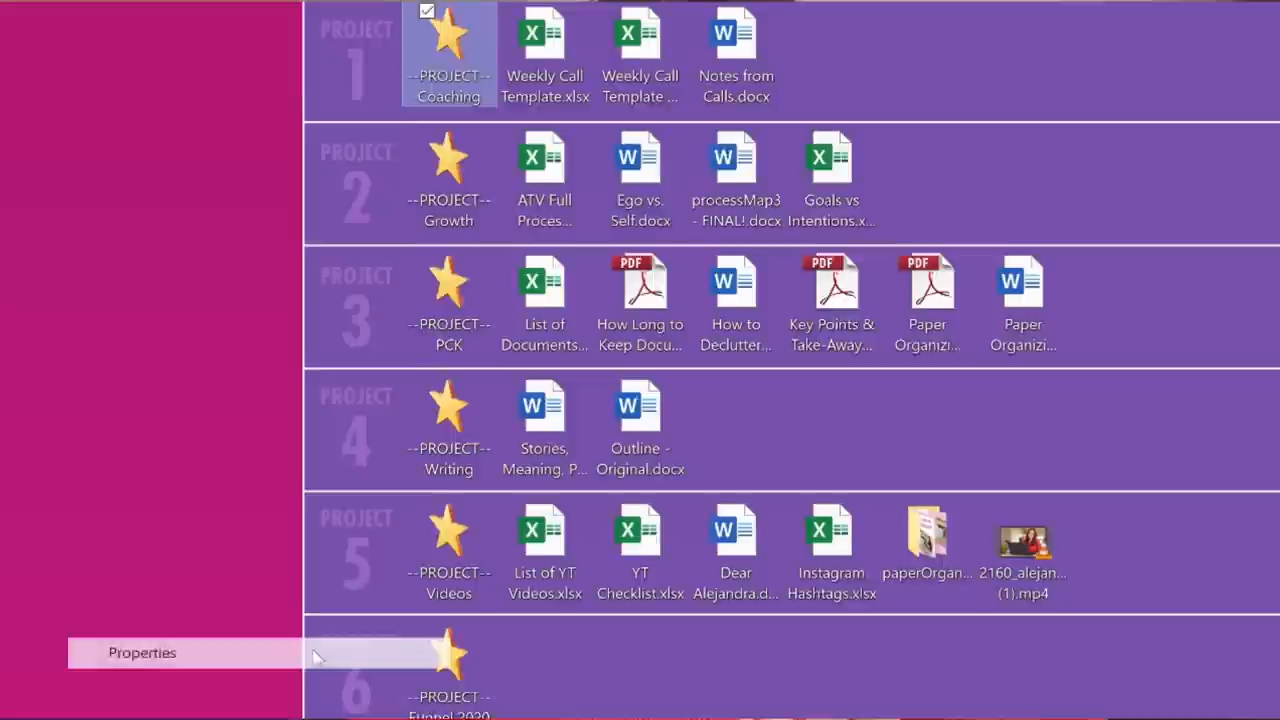 PROJECT
1
--PROJECT--
Coaching
Weekly Call
Template.xlsx
Weekly Call
Template ...
Notes from
Calls.docx
PROJECT
2
--PROJECT--
Growth
ATV Full
Proces...
Ego vs.
Self.docx
processMap3
- FINAL!.docx
Goals vs
Intentions.x...
PROJECT
3
--PROJECT--
PCK
List of
Documents...
PDF
How Long to
Keep Docu...
How to
Declutter...
PDF
Key Points &
Take-Away...
PDF
Paper
Organizi...
Paper
Organizi...
PROJECT
4
--PROJECT--
Writing
Stories,
Meaning, P...
Outline -
Original.docx
PROJECT
5
--PROJECT--
Videos
List of YT
Videos.xlsx
YT
Checklist.xlsx
Dear
Alejandra.d...
Instagram
Hashtags.xlsx
paperOrgan...
2160_alejan...
(1).mp4
Properties
6
--PROJECT--
Funnel 2020